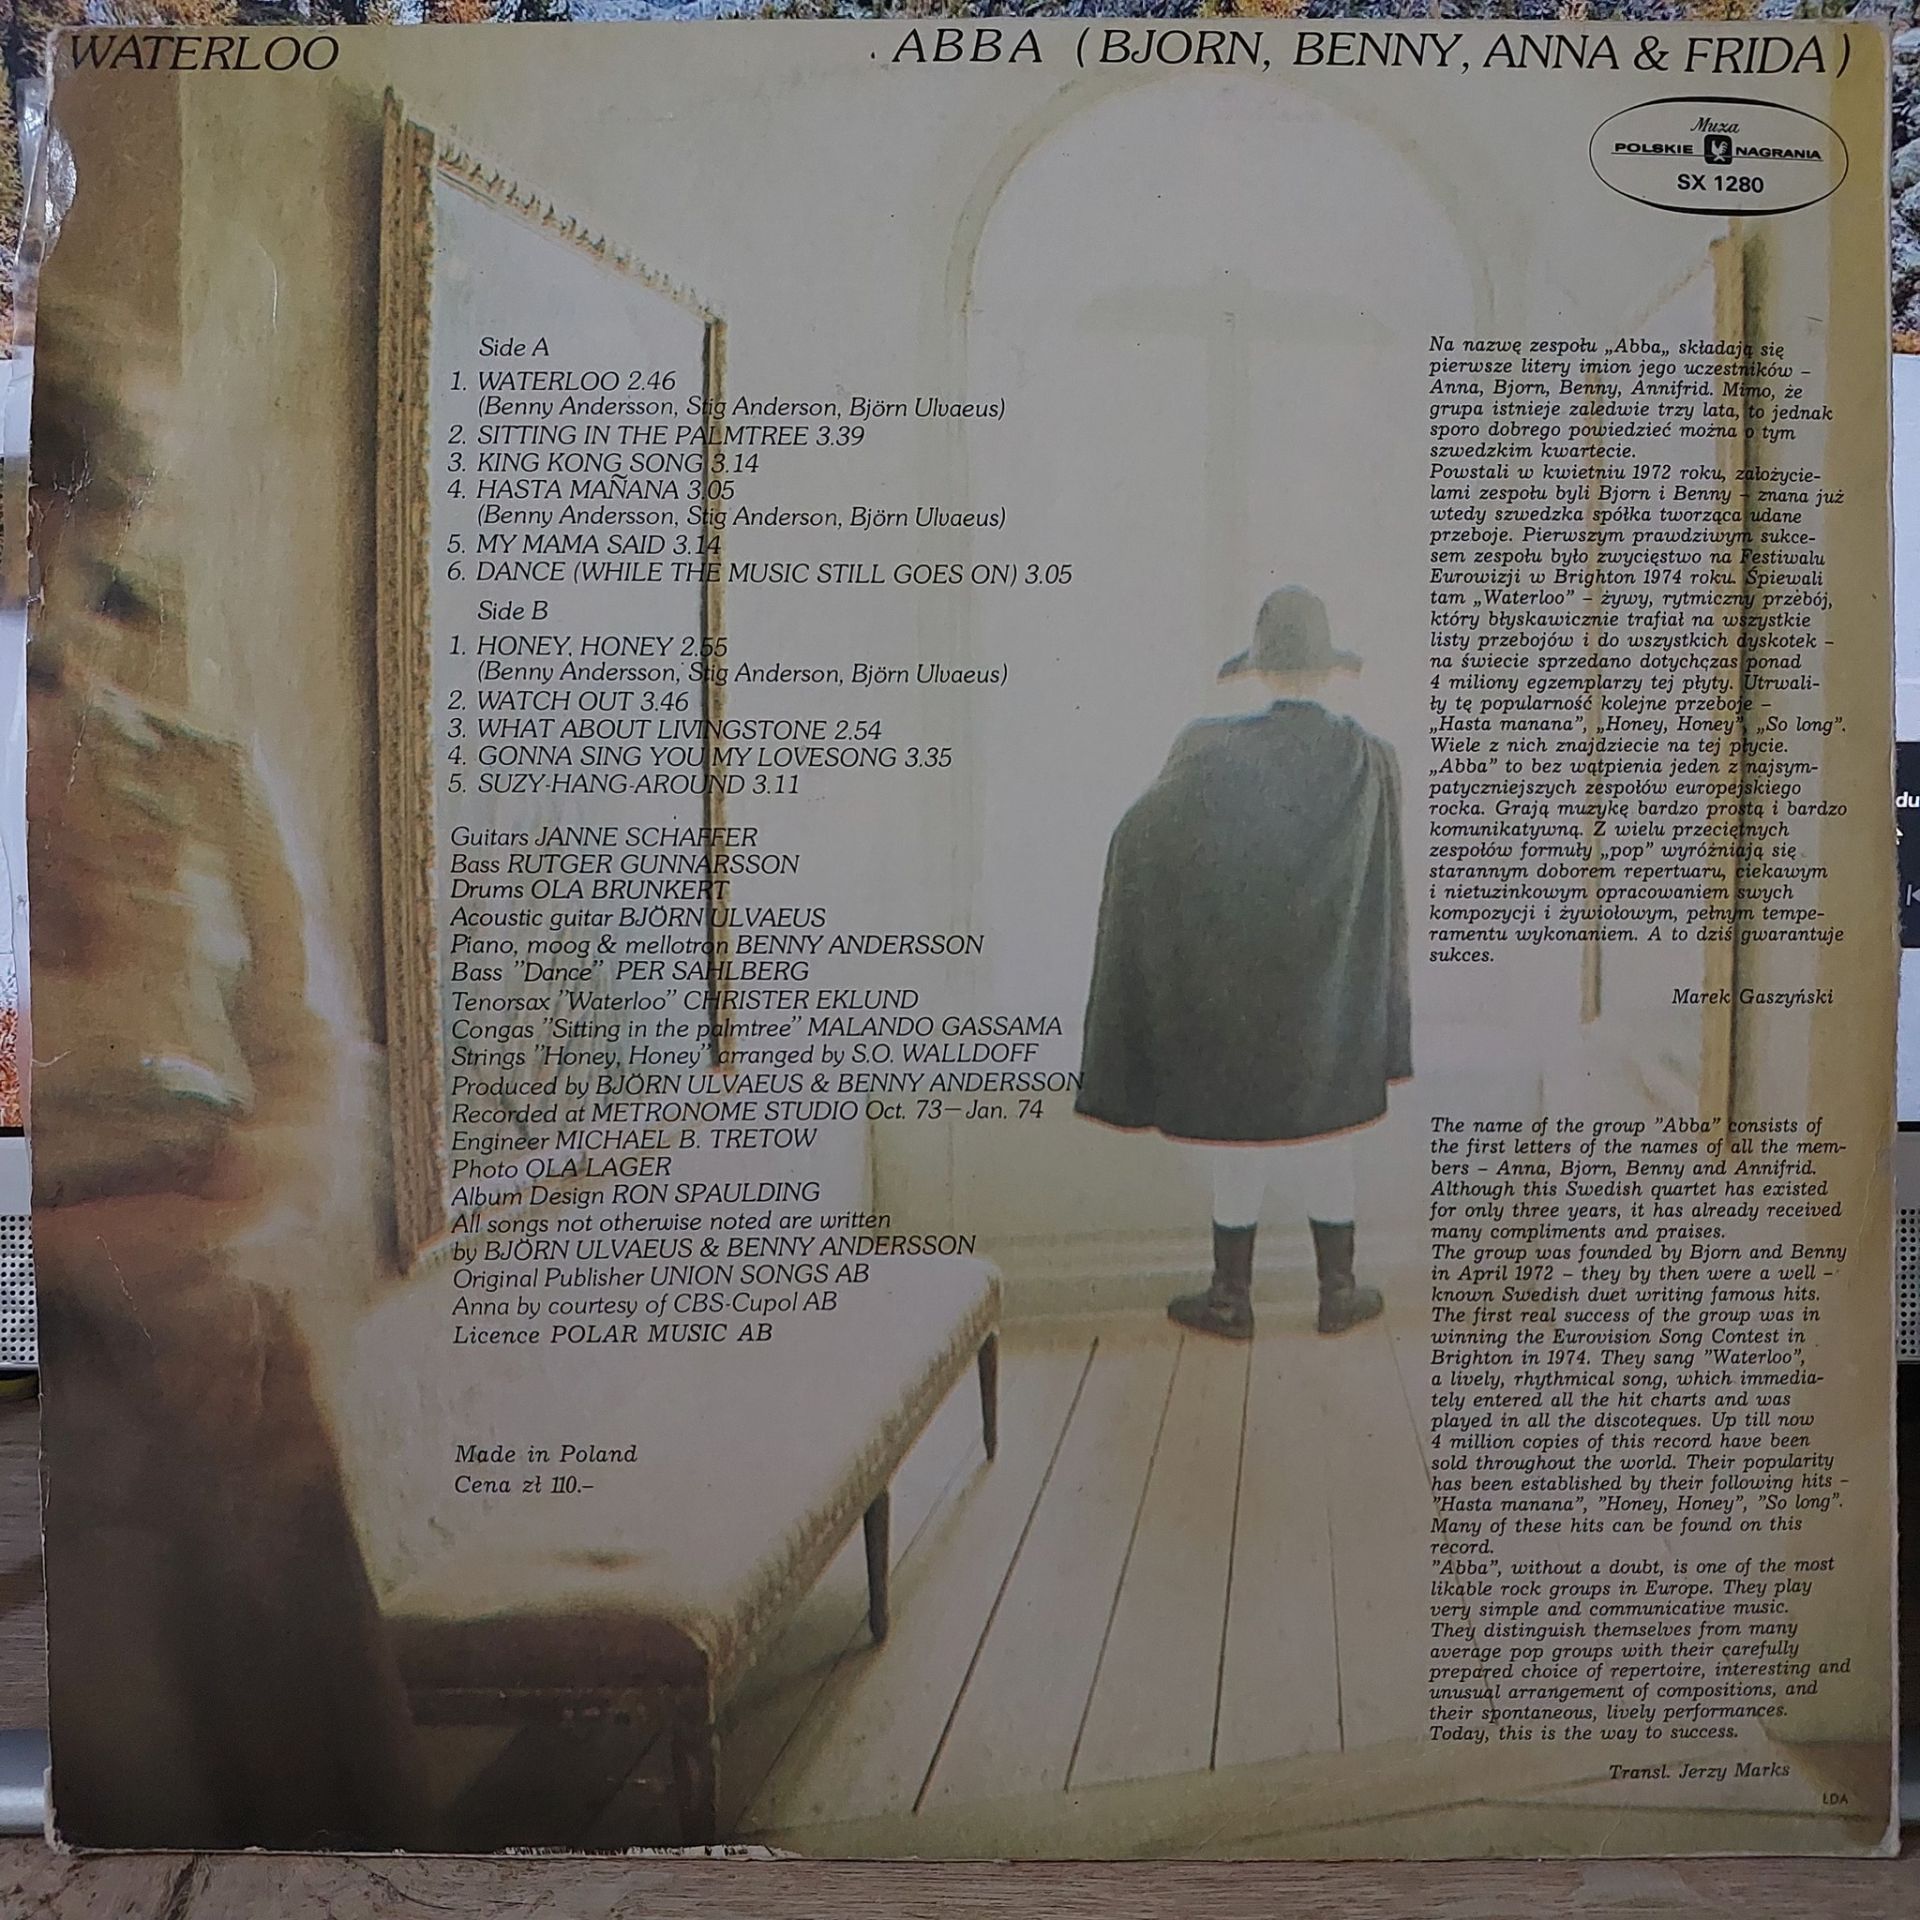 WATERLOO
ABBA (BJORN, BENNY, ANNA & FRIDA)
Muza
POLSKIE NAGRANIA
SX 1280
Side A
1. WATERLOO 2.46
(Benny Andersson, Stig Anderson, Björn Ulvaeus)
2. SITTING IN THE PALMTREE 3.39
3. KING KONG SONG 3.14
4. HASTA MAÑANA 3.05
(Benny Andersson, Stig Anderson, Björn Ulvaeus)
5. MY MAMA SAID 3.14
6. DANCE (WHILE THE MUSIC STILL GOES ON) 3.05
Side B
1. HONEY, HONEY 2.55
(Benny Andersson, Stig Anderson, Björn Ulvaeus)
2. WATCH OUT 3.46
3. WHAT ABOUT LIVINGSTONE 2.54
4. GONNA SING YOU MY LOVESONG 3.35
5. SUZY-HANG-AROUND 3.11
Guitars JANNE SCHAFFER
Bass RUTGER GUNNARSSON
Drums OLA BRUNKERT
Acoustic guitar BJÖRN ULVAEUS
Piano, moog & mellotron BENNY ANDERSSON
Bass "Dance" PER SAHLBERG
Tenorsax "Waterloo" CHRISTER EKLUND
Congas "Sitting in the palmtree" MALANDO GASSAMA
Strings "Honey, Honey" arranged by S.O. WALLDOFF
Produced by BJÖRN ULVAEUS & BENNY ANDERSSON
Recorded at METRONOME STUDIO Oct. 73–Jan. 74
Engineer MICHAEL B. TRETOW
Photo OLA LAGER
Album Design RON SPAULDING
All songs not otherwise noted are written
by BJÖRN ULVAEUS & BENNY ANDERSSON
Original Publisher UNION SONGS AB
Anna by courtesy of CBS-Cupol AB
Licence POLAR MUSIC AB
Made in Poland
Cena zł 110.–
Na nazwę zespołu „Abba„ składają się
pierwsze litery imion jego uczestników –
Anna, Bjorn, Benny, Annifrid. Mimo, że
grupa istnieje zaledwie trzy lata, to jednak
sporo dobrego powiedzieć można o tym
szwedzkim kwartecie.
Powstali w kwietniu 1972 roku, założycie-
lami zespołu byli Bjorn i Benny – znana już
wtedy szwedzka spółka tworząca udane
przeboje. Pierwszym prawdziwym sukce-
sem zespołu było zwycięstwo na Festiwalu
Eurowizji w Brighton 1974 roku. Śpiewali
tam „Waterloo" – żywy, rytmiczny przebój,
który błyskawicznie trafiał na wszystkie
listy przebojów i do wszystkich dyskotek –
na świecie sprzedano dotychczas ponad
4 miliony egzemplarzy tej płyty. Utrwali-
ły tę popularność kolejne przeboje –
„Hasta manana", „Honey, Honey", „So long".
Wiele z nich znajdziecie na tej płycie.
„Abba" to bez wątpienia jeden z najsym-
patyczniejszych zespołów europejskiego
rocka. Grają muzykę bardzo prostą i bardzo
komunikatywną. Z wielu przeciętnych
zespołów formuły „pop" wyróżniają się
starannym doborem repertuaru, ciekawym
i nietuzinkowym opracowaniem swych
kompozycji i żywiołowym, pełnym tempe-
ramentu wykonaniem. A to dziś gwarantuje
sukces.
Marek Gaszyński
The name of the group "Abba" consists of
the first letters of the names of all the mem-
bers – Anna, Bjorn, Benny and Annifrid.
Although this Swedish quartet has existed
for only three years, it has already received
many compliments and praises.
The group was founded by Bjorn and Benny
in April 1972 – they by then were a well –
known Swedish duet writing famous hits.
The first real success of the group was in
winning the Eurovision Song Contest in
Brighton in 1974. They sang "Waterloo",
a lively, rhythmical song, which immedia-
tely entered all the hit charts and was
played in all the discoteques. Up till now
4 million copies of this record have been
sold throughout the world. Their popularity
has been established by their following hits –
"Hasta manana", "Honey, Honey", "So long".
Many of these hits can be found on this
record.
"Abba", without a doubt, is one of the most
likable rock groups in Europe. They play
very simple and communicative music.
They distinguish themselves from many
average pop groups with their carefully
prepared choice of repertoire, interesting and
unusual arrangement of compositions, and
their spontaneous, lively performances.
Today, this is the way to success.
Transl. Jerzy Marks
ŁDA
du